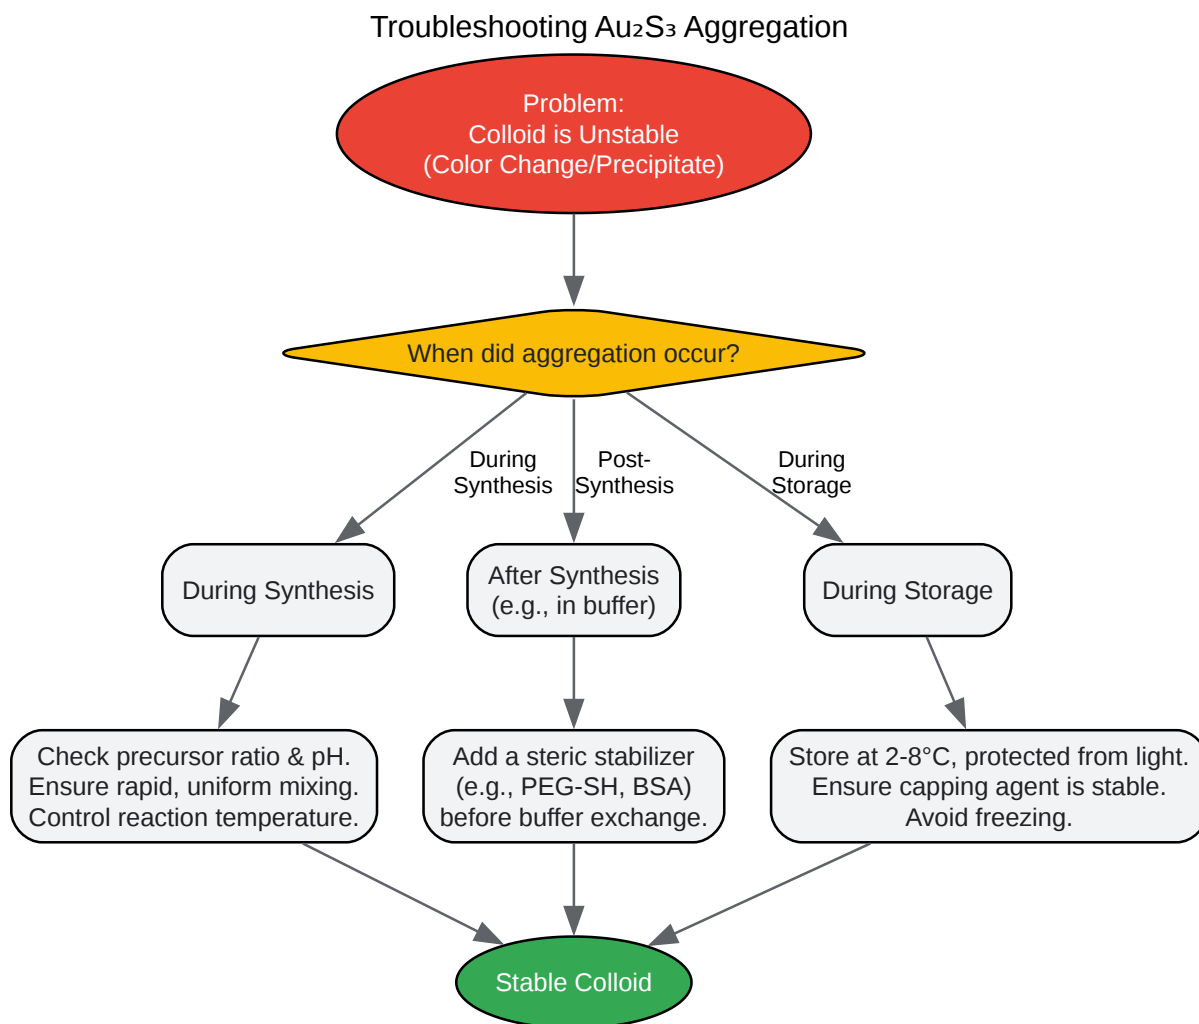 Troubleshooting Au₂S₃ Aggregation
Problem:
Colloid is Unstable
(Color Change/Precipitate)
When did aggregation occur?
During
Synthesis
Post-
Synthesis
During
Storage
During Synthesis
After Synthesis
(e.g., in buffer)
During Storage
Check precursor ratio & pH.
Ensure rapid, uniform mixing.
Control reaction temperature.
Add a steric stabilizer
(e.g., PEG-SH, BSA)
before buffer exchange.
Store at 2-8°C, protected from light.
Ensure capping agent is stable.
Avoid freezing.
Stable Colloid